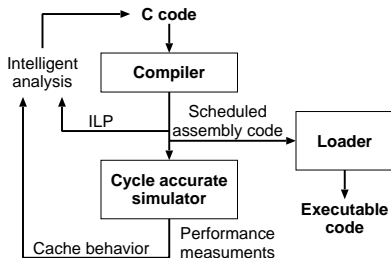 C code
Intelligent
analysis
Compiler
ILP
Scheduled
assembly code
Loader
Cycle accurate
simulator
Executable
code
Cache behavior
Performance
measuments